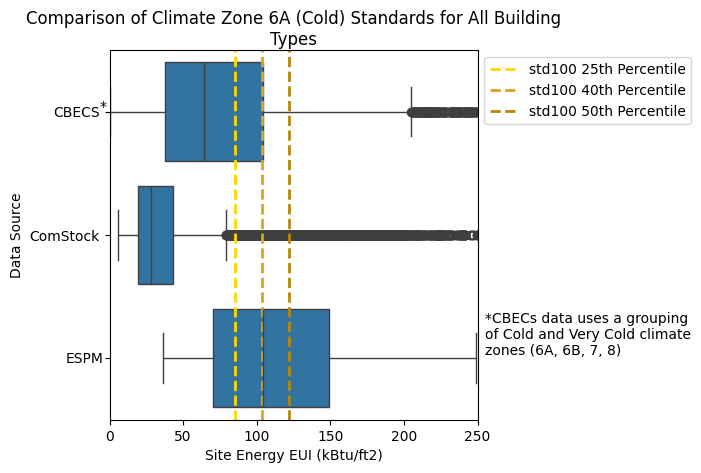 Comparison of Climate Zone 6A (Cold) Standards for All Building
Types
std100 25th Percentile
std100 40th Percentile
std100 50th Percentile
CBECS*
ComStock
ESPM
Data Source
*CBECs data uses a grouping
of Cold and Very Cold climate
zones (6A, 6B, 7, 8)
0 50 100 150 200 250
Site Energy EUI (kBtu/ft2)